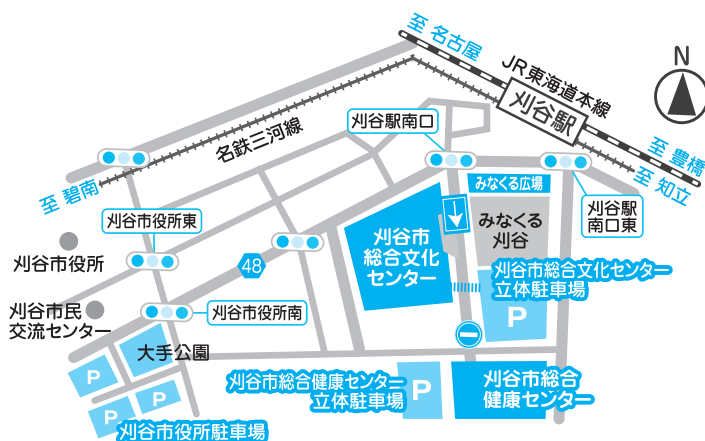 至 名古屋
JR東海道本線
刈谷駅
N
刈谷駅南口
名鉄三河線
至 豊橋
至 知立
至 碧南
みなくる広場
刈谷駅
南口東
刈谷市役所東
みなくる
刈谷
刈谷市
総合文化
センター
刈谷市役所
48
刈谷市総合文化センター
立体駐車場
P
刈谷市民
交流センター
刈谷市役所南
大手公園
刈谷市総合健康センター
立体駐車場
P
刈谷市総合
健康センター
P
P
P
刈谷市役所駐車場